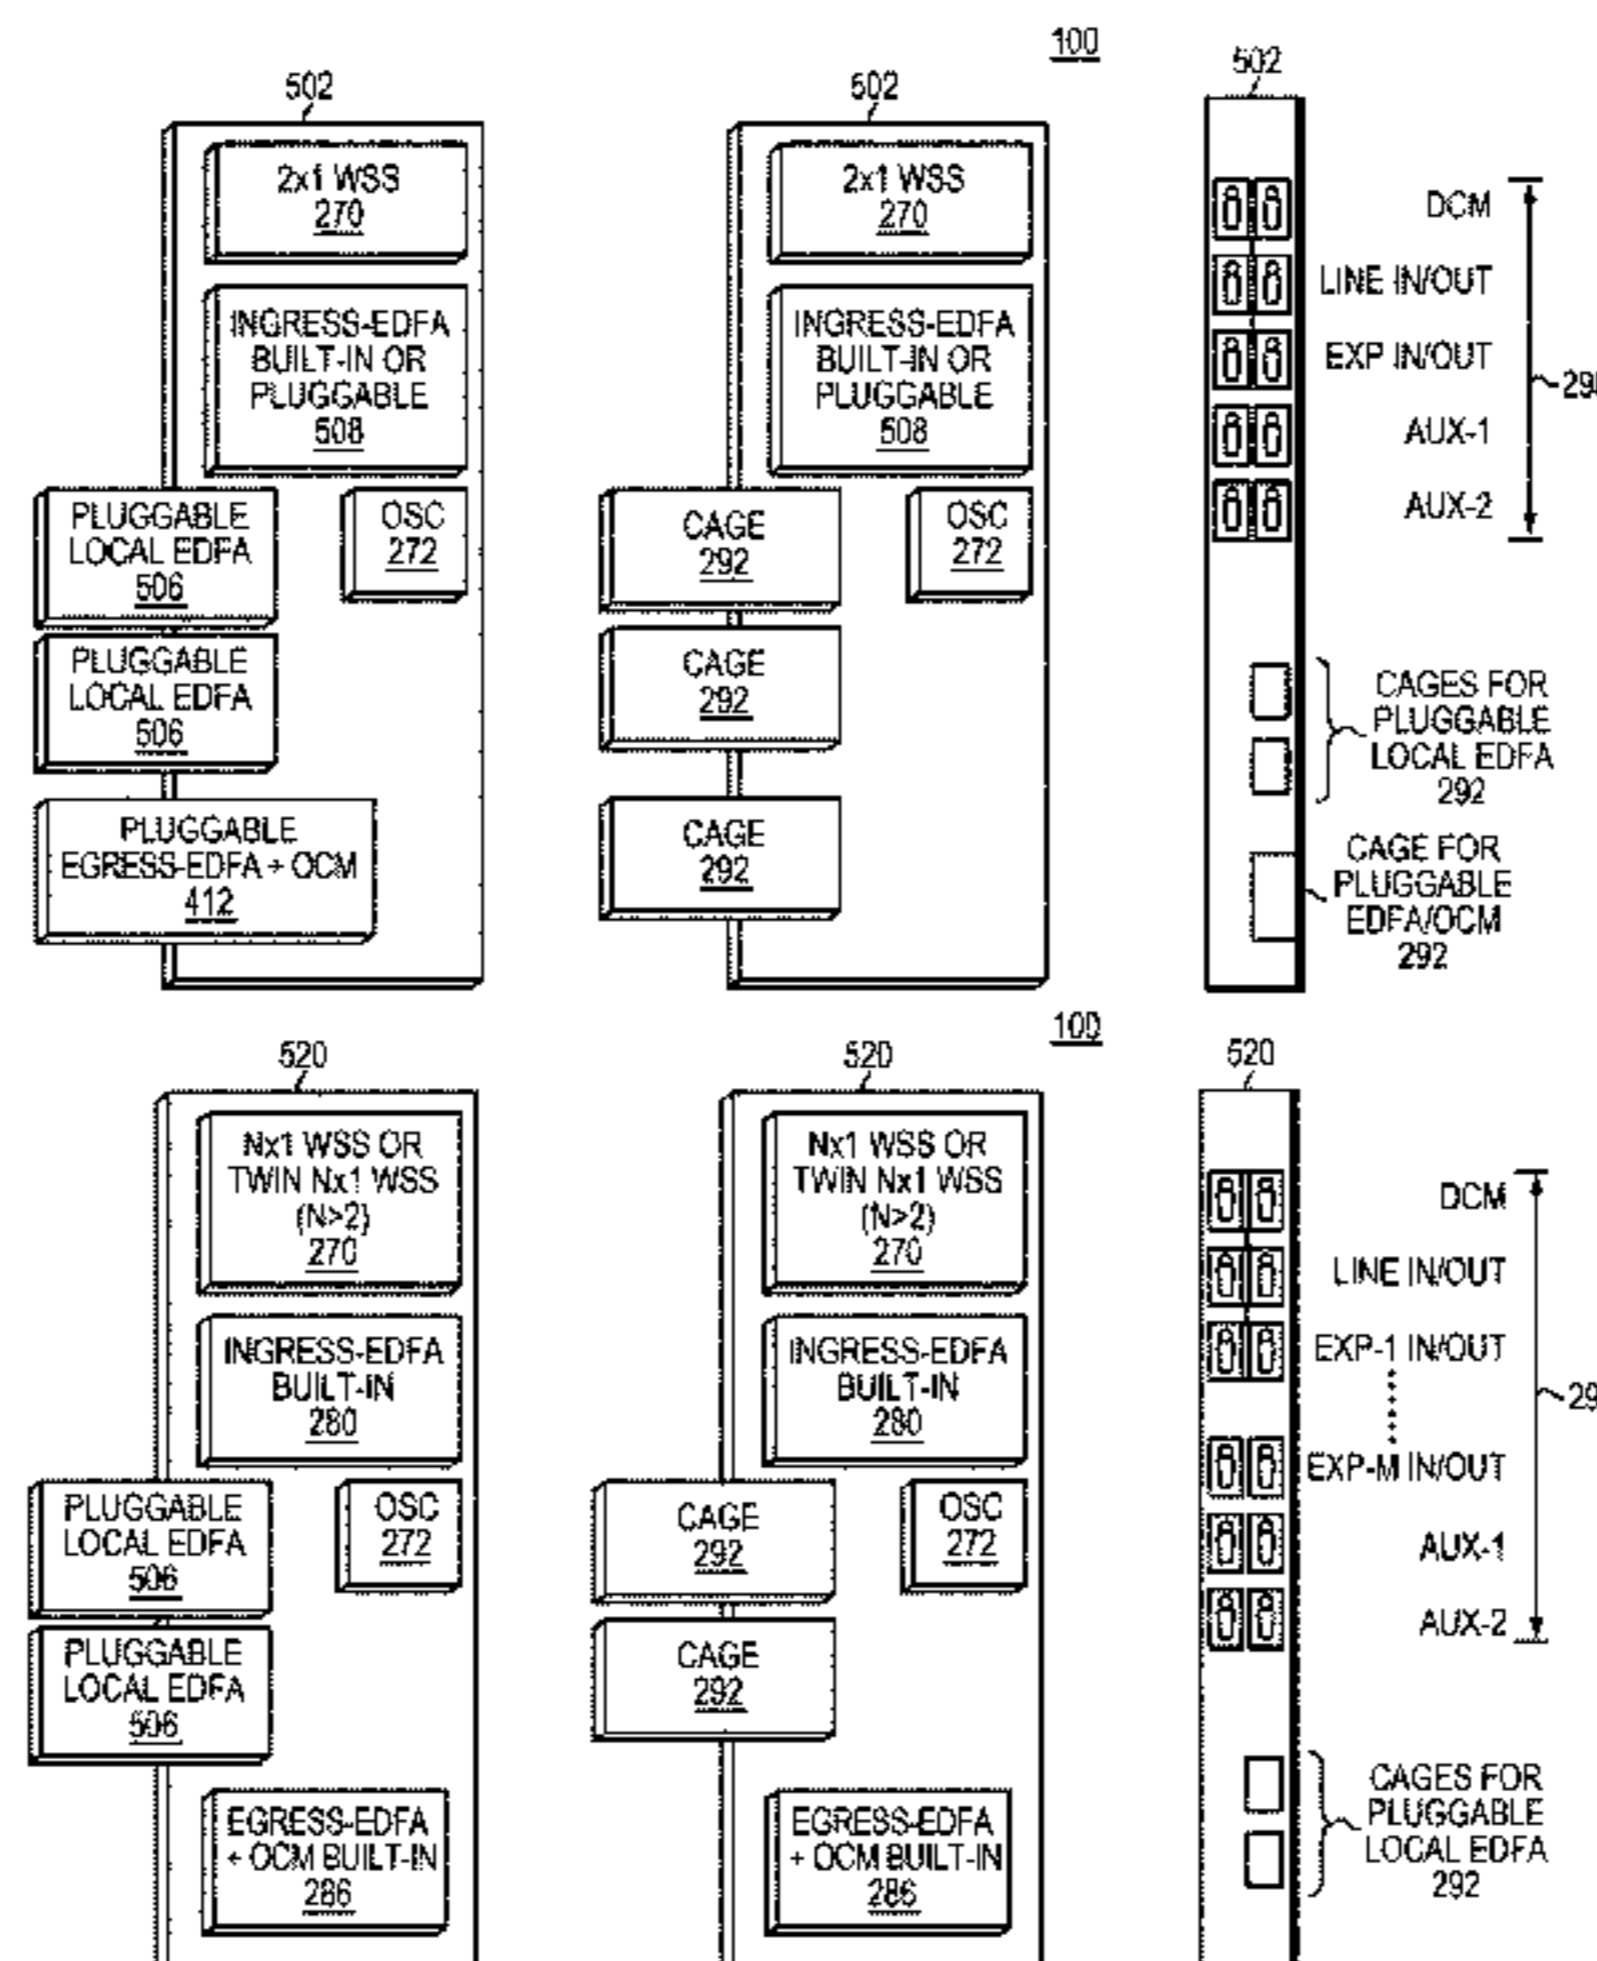 100
502
2x1 WSS
270
INGRESS-EDFA
BUILT-IN OR
PLUGGABLE
508
PLUGGABLE
LOCAL EDFA
506
OSC
272
PLUGGABLE
LOCAL EDFA
506
PLUGGABLE
EGRESS-EDFA + OCM
412
502
2x1 WSS
270
INGRESS-EDFA
BUILT-IN OR
PLUGGABLE
508
CAGE
292
OSC
272
CAGE
292
CAGE
292
502
DCM
LINE IN/OUT
EXP IN/OUT
AUX-1
AUX-2
CAGES FOR
PLUGGABLE
LOCAL EDFA
292
CAGE FOR
PLUGGABLE
EDFA/OCM
292
100
520
Nx1 WSS OR
TWIN Nx1 WSS
(N>2)
270
INGRESS-EDFA
BUILT-IN
280
PLUGGABLE
LOCAL EDFA
506
OSC
272
PLUGGABLE
LOCAL EDFA
506
EGRESS-EDFA
+ OCM BUILT-IN
286
520
Nx1 WSS OR
TWIN Nx1 WSS
(N>2)
270
INGRESS-EDFA
BUILT-IN
280
CAGE
292
OSC
272
CAGE
292
EGRESS-EDFA
+ OCM BUILT-IN
286
520
DCM
LINE IN/OUT
EXP-1 IN/OUT
EXP-M IN/OUT
AUX-1
AUX-2
CAGES FOR
PLUGGABLE
LOCAL EDFA
292